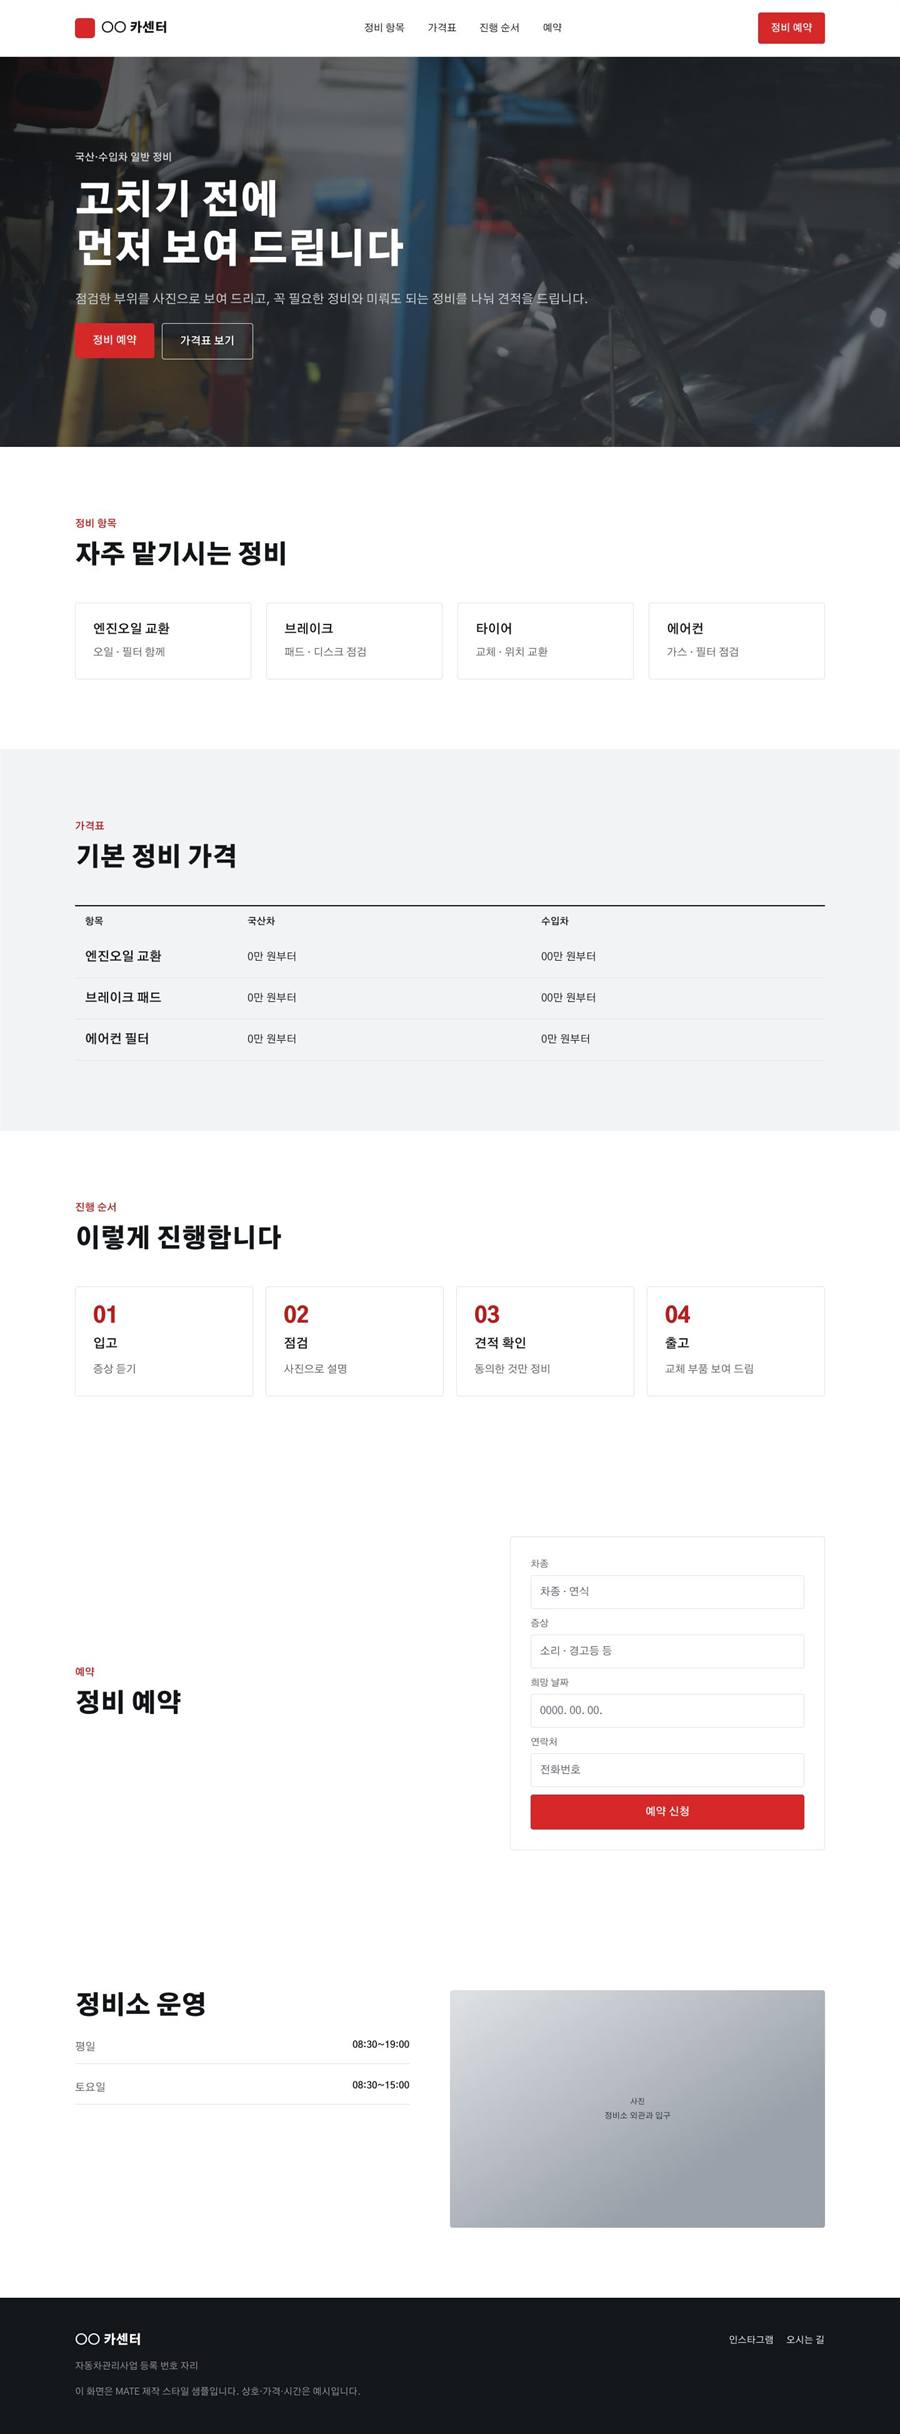 ○○ 카센터
정비 항목
가격표
진행 순서
예약
정비 예약
국산·수입차 일반 정비
고치기 전에
먼저 보여 드립니다
점검한 부위를 사진으로 보여 드리고, 꼭 필요한 정비와 미뤄도 되는 정비를 나눠 견적을 드립니다.
정비 예약
가격표 보기
정비 항목
자주 맡기시는 정비
엔진오일 교환
오일 · 필터 함께
브레이크
패드 · 디스크 점검
타이어
교체 · 위치 교환
에어컨
가스 · 필터 점검
가격표
기본 정비 가격
항목 국산차 수입차
엔진오일 교환 0만 원부터 00만 원부터
브레이크 패드 0만 원부터 00만 원부터
에어컨 필터 0만 원부터 0만 원부터
진행 순서
이렇게 진행합니다
01
입고
증상 듣기
02
점검
사진으로 설명
03
견적 확인
동의한 것만 정비
04
출고
교체 부품 보여 드림
예약
정비 예약
차종
차종 · 연식
증상
소리 · 경고등 등
희망 날짜
0000. 00. 00.
연락처
전화번호
예약 신청
정비소 운영
평일 08:30~19:00
토요일 08:30~15:00
사진
정비소 외관과 입구
○○ 카센터
자동차관리사업 등록 번호 자리
이 화면은 MATE 제작 스타일 샘플입니다. 상호·가격·시간은 예시입니다.
인스타그램
오시는 길